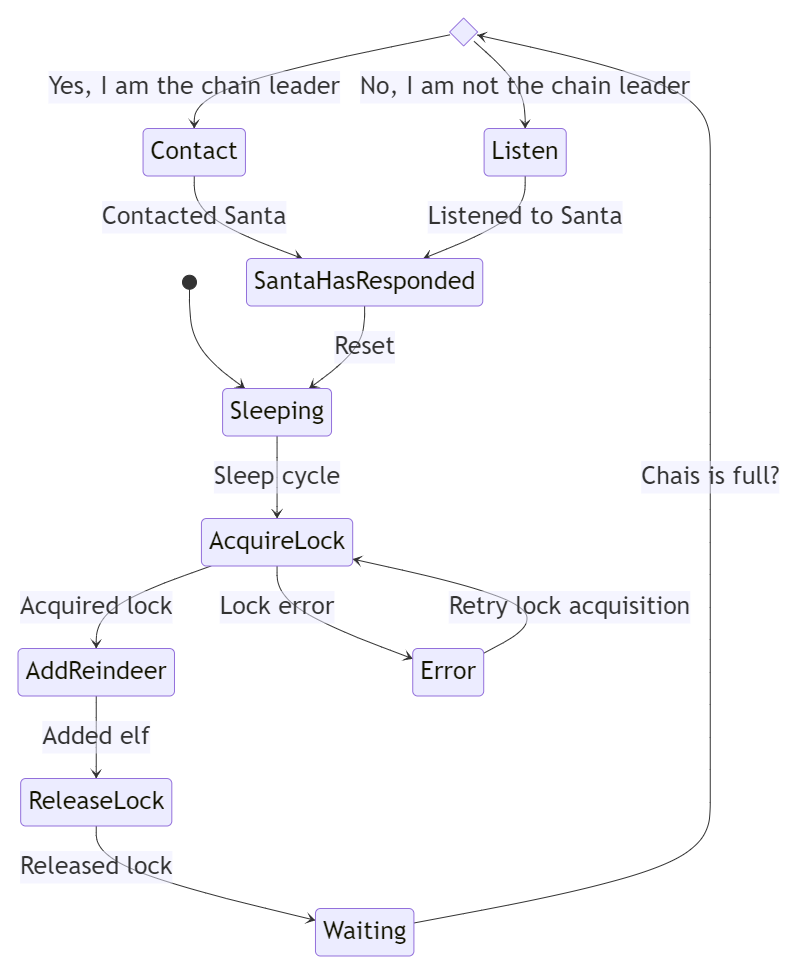 Yes, I am the chain leader
No, I am not the chain leader
Contact
Listen
Contacted Santa
Listened to Santa
SantaHasResponded
Reset
Sleeping
Sleep cycle
Chais is full?
AcquireLock
Acquired lock
Lock error
Retry lock acquisition
AddReindeer
Error
Added elf
ReleaseLock
Released lock
Waiting